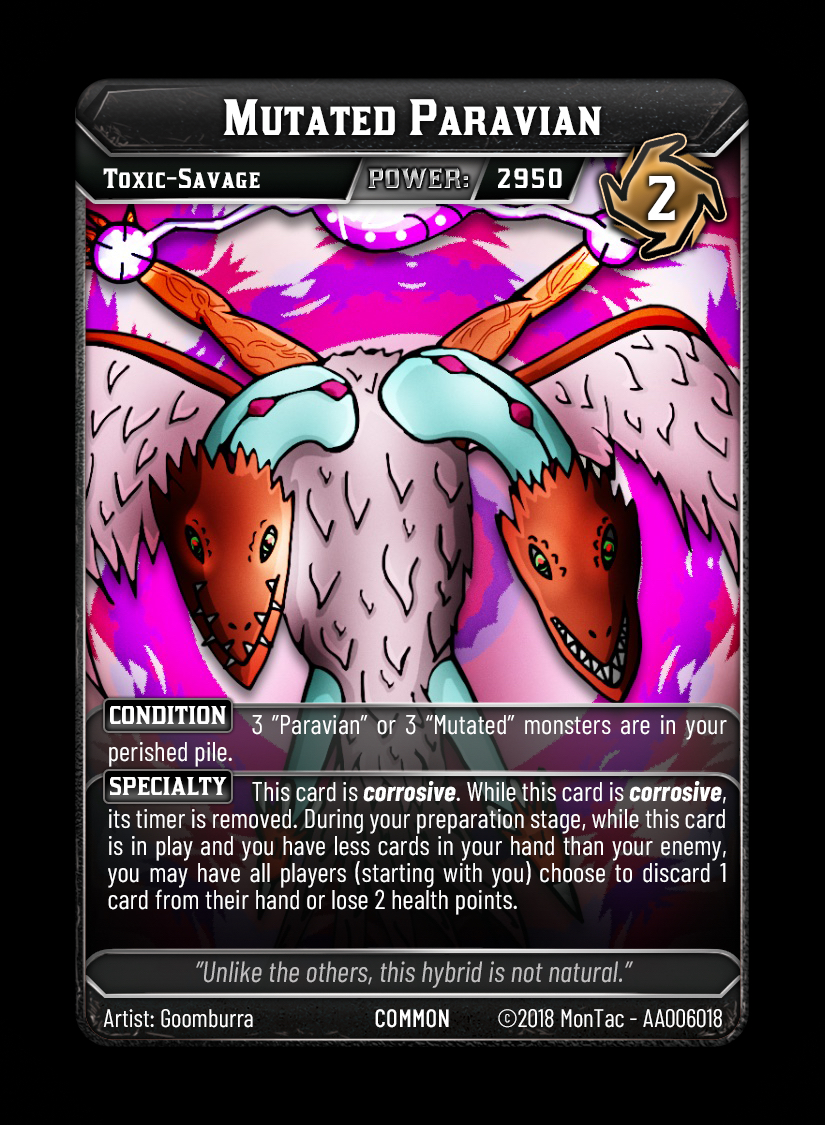 Mutated Paravian
Toxic-Savage POWER: 2950 2
CONDITION 3 "Paravian" or 3 "Mutated" monsters are in your
perished pile.
SPECIALTY This card is corrosive. While this card is corrosive,
its timer is removed. During your preparation stage, while this card
is in play and you have less cards in your hand than your enemy,
you may have all players (starting with you) choose to discard 1
card from their hand or lose 2 health points.
"Unlike the others, this hybrid is not natural."
Artist: Goomburra COMMON ©2018 MonTac - AA006018